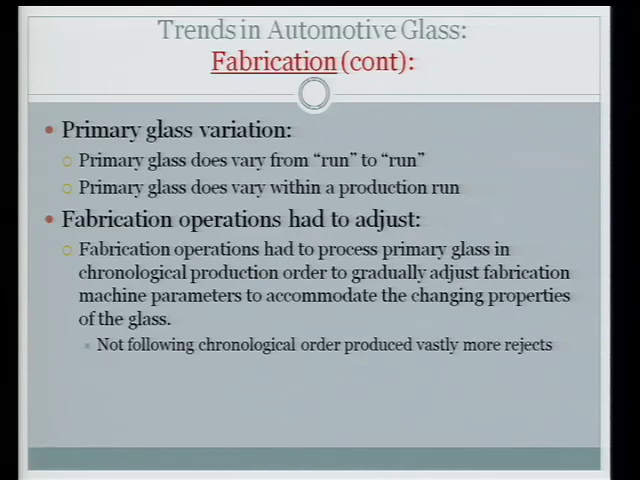 Trends in Automotive Glass:
Fabrication (cont):
Primary glass variation:
Primary glass does vary from “run” to “run”
Primary glass does vary within a production run
Fabrication operations had to adjust:
Fabrication operations had to process primary glass in
chronological production order to gradually adjust fabrication
machine parameters to accommodate the changing properties
of the glass.
Not following chronological order produced vastly more rejects